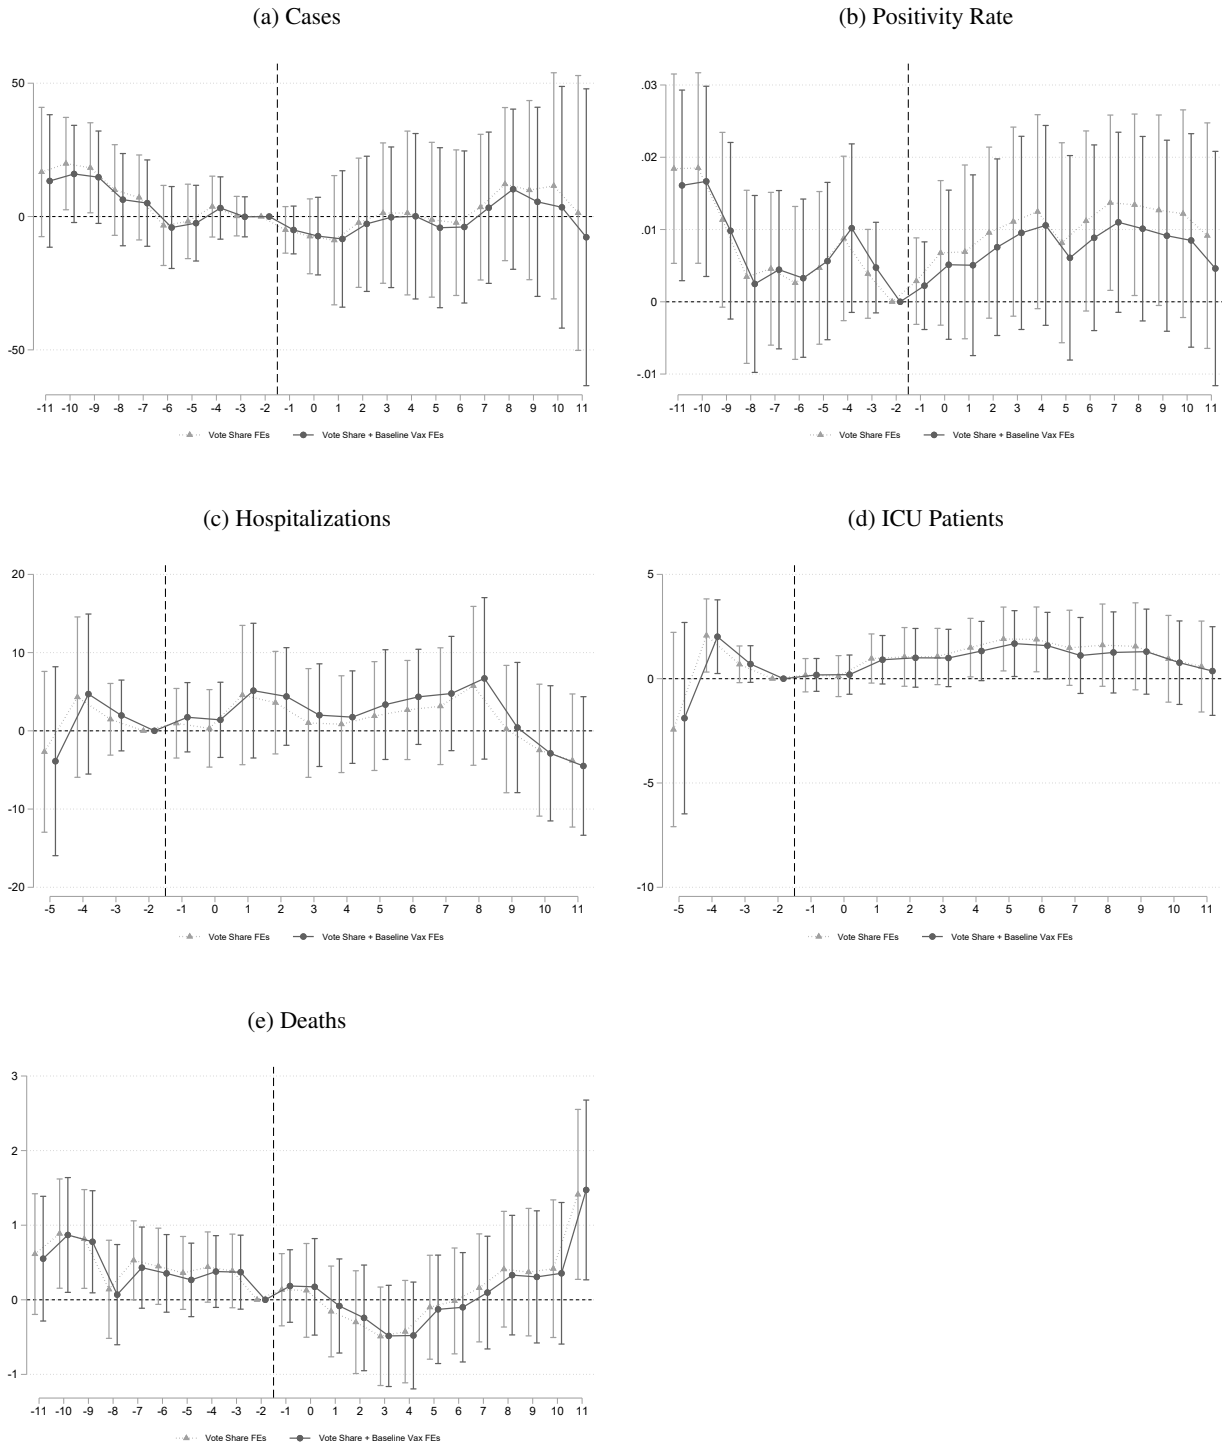 (a) Cases
50
0
-50
-11 -10 -9 -8 -7 -6 -5 -4 -3 -2 -1 0 1 2 3 4 5 6 7 8 9 10 11
Vote Share FEs Vote Share + Baseline Vax FEs
(b) Positivity Rate
.03
.02
.01
0
-.01
-11 -10 -9 -8 -7 -6 -5 -4 -3 -2 -1 0 1 2 3 4 5 6 7 8 9 10 11
Vote Share FEs Vote Share + Baseline Vax FEs
(c) Hospitalizations
20
10
0
-10
-20
-5 -4 -3 -2 -1 0 1 2 3 4 5 6 7 8 9 10 11
Vote Share FEs Vote Share + Baseline Vax FEs
(d) ICU Patients
5
0
-5
-10
-5 -4 -3 -2 -1 0 1 2 3 4 5 6 7 8 9 10 11
Vote Share FEs Vote Share + Baseline Vax FEs
(e) Deaths
3
2
1
0
-1
-11 -10 -9 -8 -7 -6 -5 -4 -3 -2 -1 0 1 2 3 4 5 6 7 8 9 10 11
Vote Share FEs Vote Share + Baseline Vax FEs